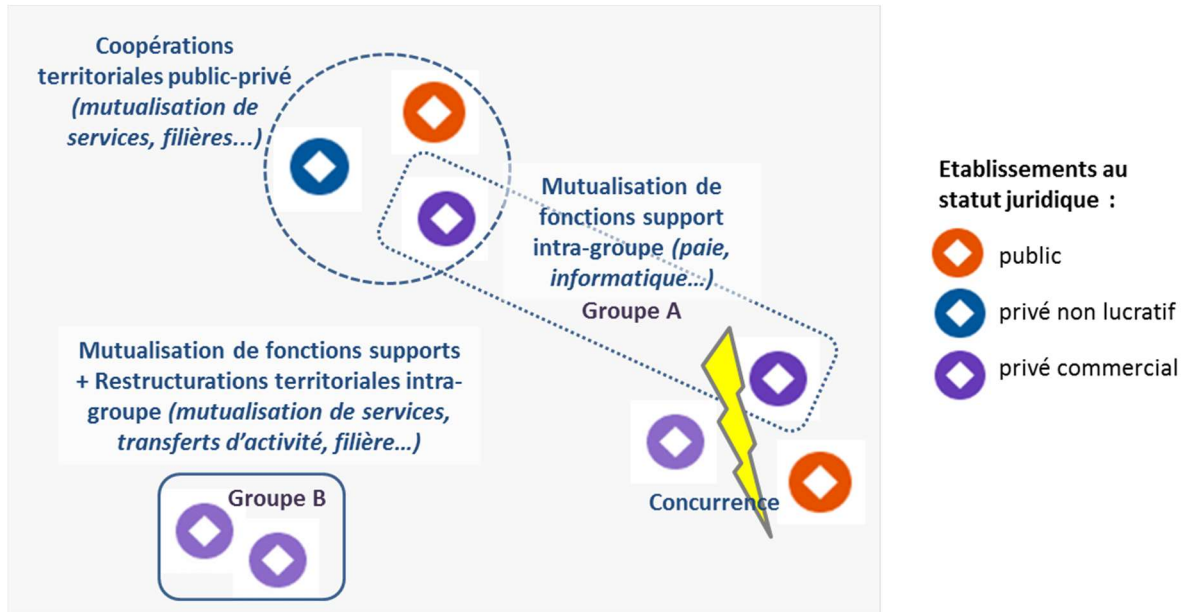 Coopérations
territoriales public-privé
(mutualisation de
services, filières...)
Mutualisation de
fonctions support
intra-groupe (paie,
informatique...)
Groupe A
Mutualisation de fonctions supports
+ Restructurations territoriales intra-
groupe (mutualisation de services,
transferts d'activité, filière...)
Groupe B
Concurrence
Etablissements au
statut juridique :
public
privé non lucratif
privé commercial